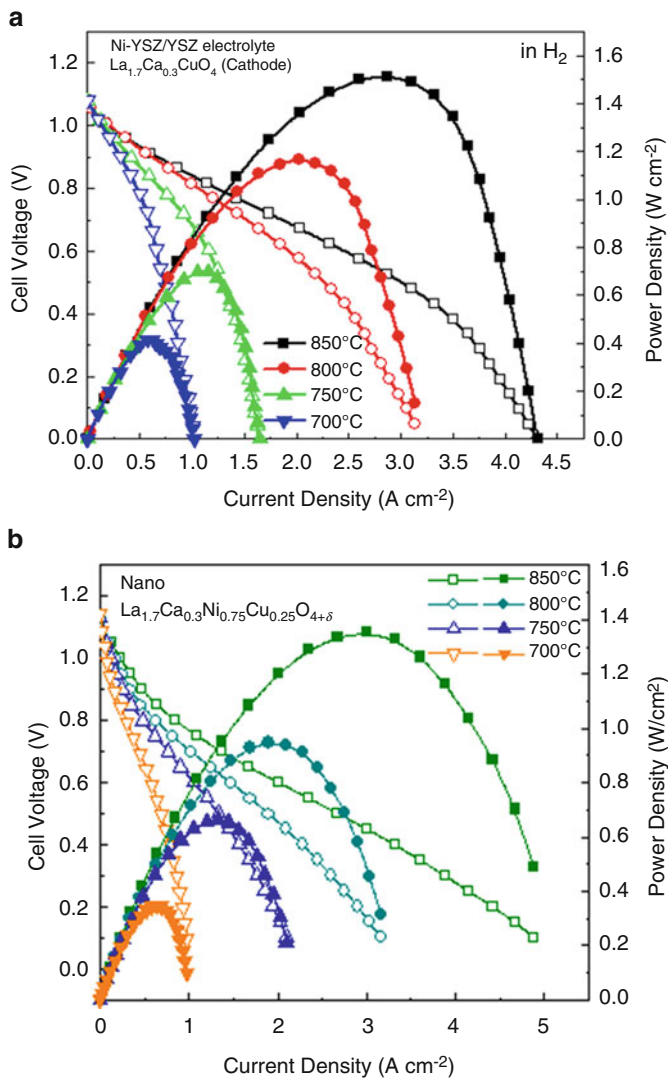 a
Ni-YSZ/YSZ electrolyte
La1.7Ca0.3CuO4 (Cathode)
in H2
1.2
1.0
0.8
0.6
0.4
0.2
0.0
Cell Voltage (V)
1.6
1.4
1.2
1.0
0.8
0.6
0.4
0.2
0.0
Power Density (W cm-2)
850°C
800°C
750°C
700°C
0.0 0.5 1.0 1.5 2.0 2.5 3.0 3.5 4.0 4.5
Current Density (A cm-2)
b
Nano
La1.7Ca0.3Ni0.75Cu0.25O4+δ
850°C
800°C
750°C
700°C
1.2
1.0
0.8
0.6
0.4
0.2
0.0
Cell Voltage (V)
1.6
1.4
1.2
1.0
0.8
0.6
0.4
0.2
0.0
Power Density (W/cm2)
0 1 2 3 4 5
Current Density (A cm-2)